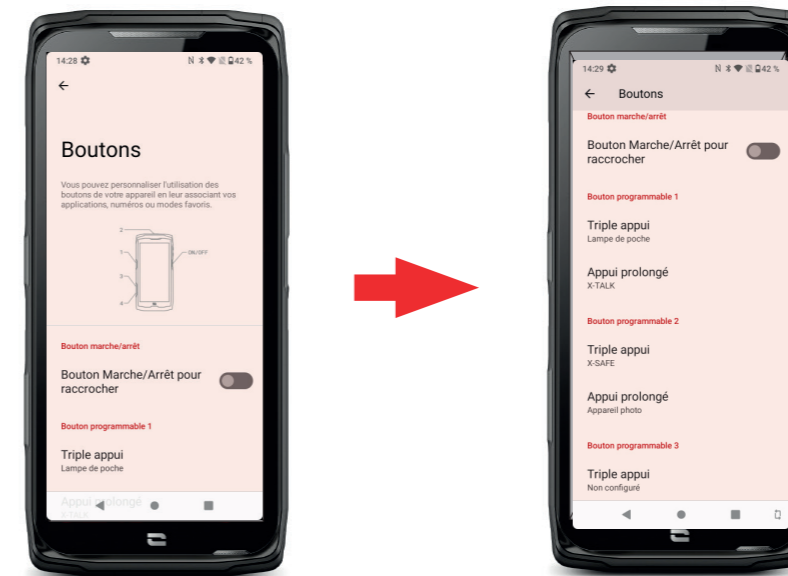 14:28 N 42 %
Boutons
Vous pouvez personnaliser l'utilisation des
boutons de votre appareil en leur associant vos
applications, numéros ou modes favoris.
2
1 ON/OFF
3
4
Bouton marche/arrêt
Bouton Marche/Arrêt pour
raccrocher
Bouton programmable 1
Triple appui
Lampe de poche
Appui prolongé
X-TALK
14:29 N 42 %
Boutons
Bouton marche/arrêt
Bouton Marche/Arrêt pour
raccrocher
Bouton programmable 1
Triple appui
Lampe de poche
Appui prolongé
X-TALK
Bouton programmable 2
Triple appui
X-SAFE
Appui prolongé
Appareil photo
Bouton programmable 3
Triple appui
Non configuré